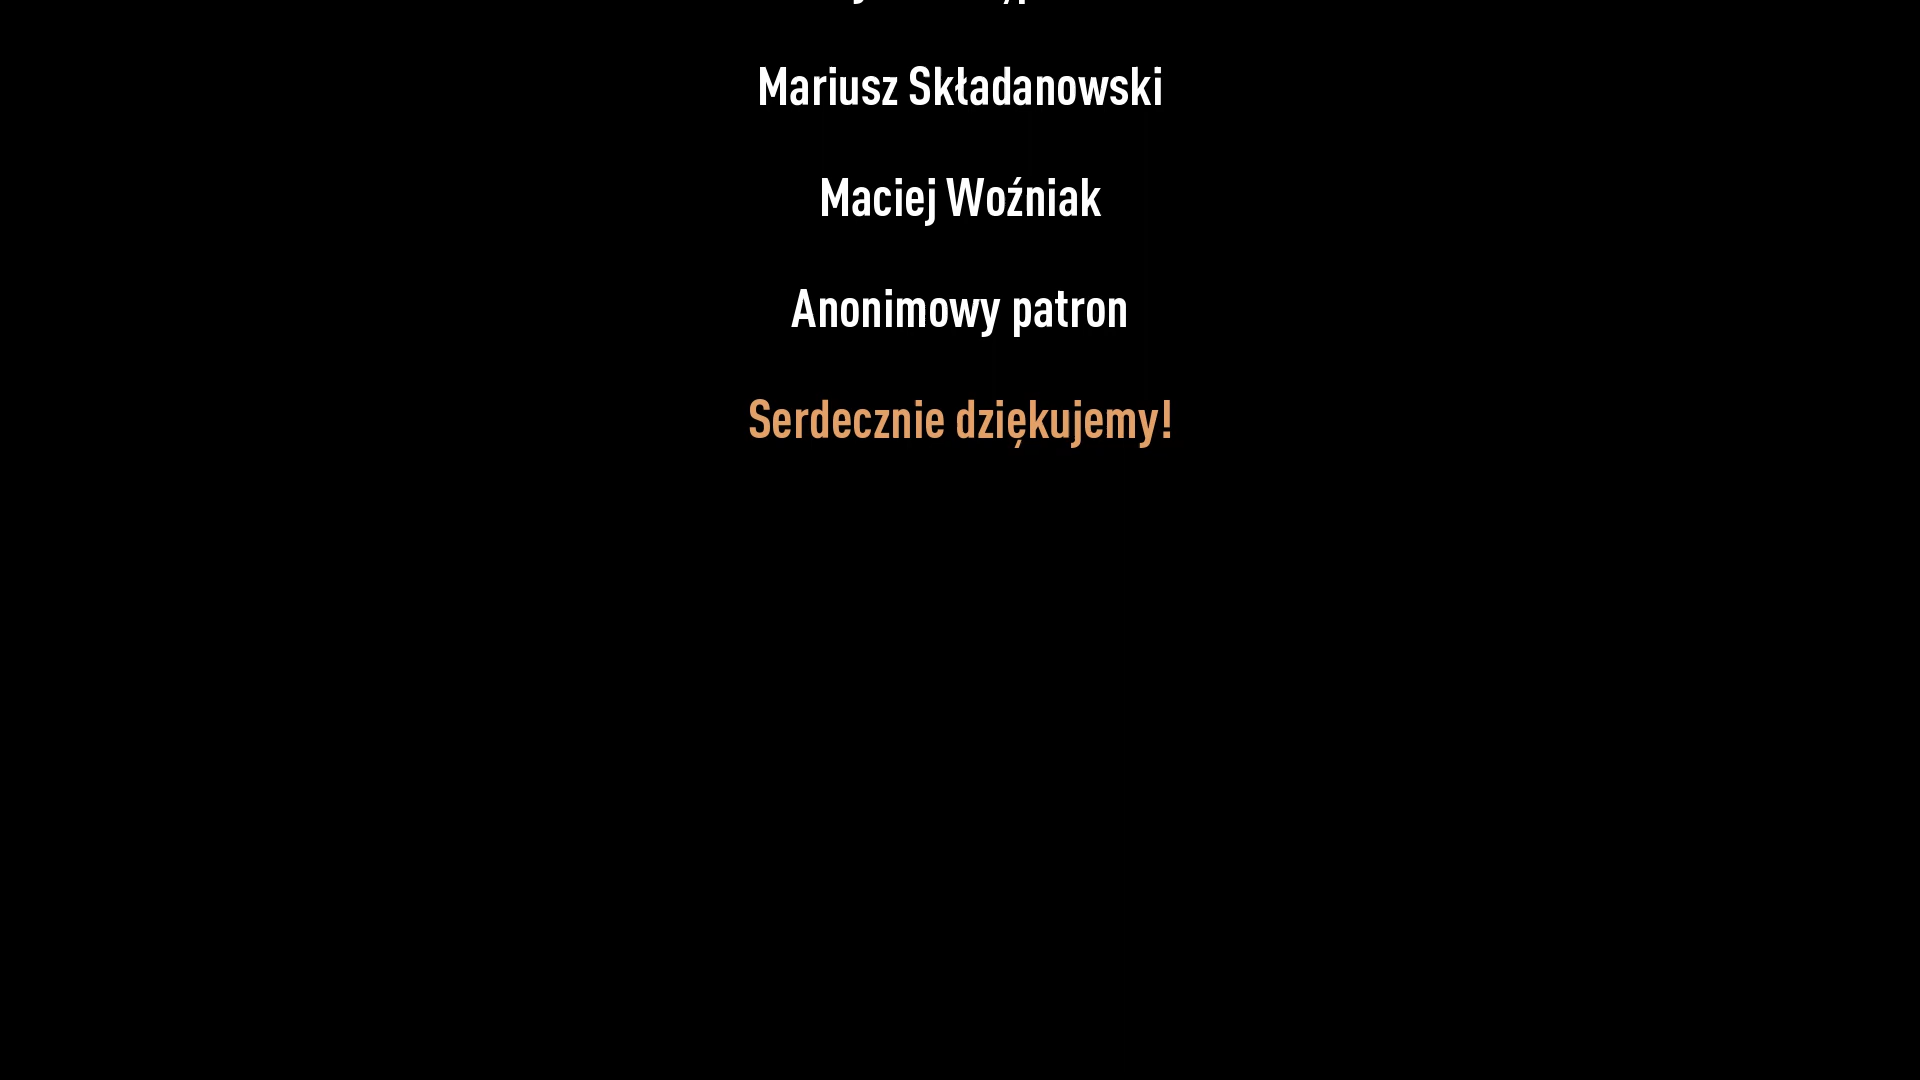 Mariusz Składanowski
Maciej Woźniak
Anonimowy patron
Serdecznie dziękujemy!